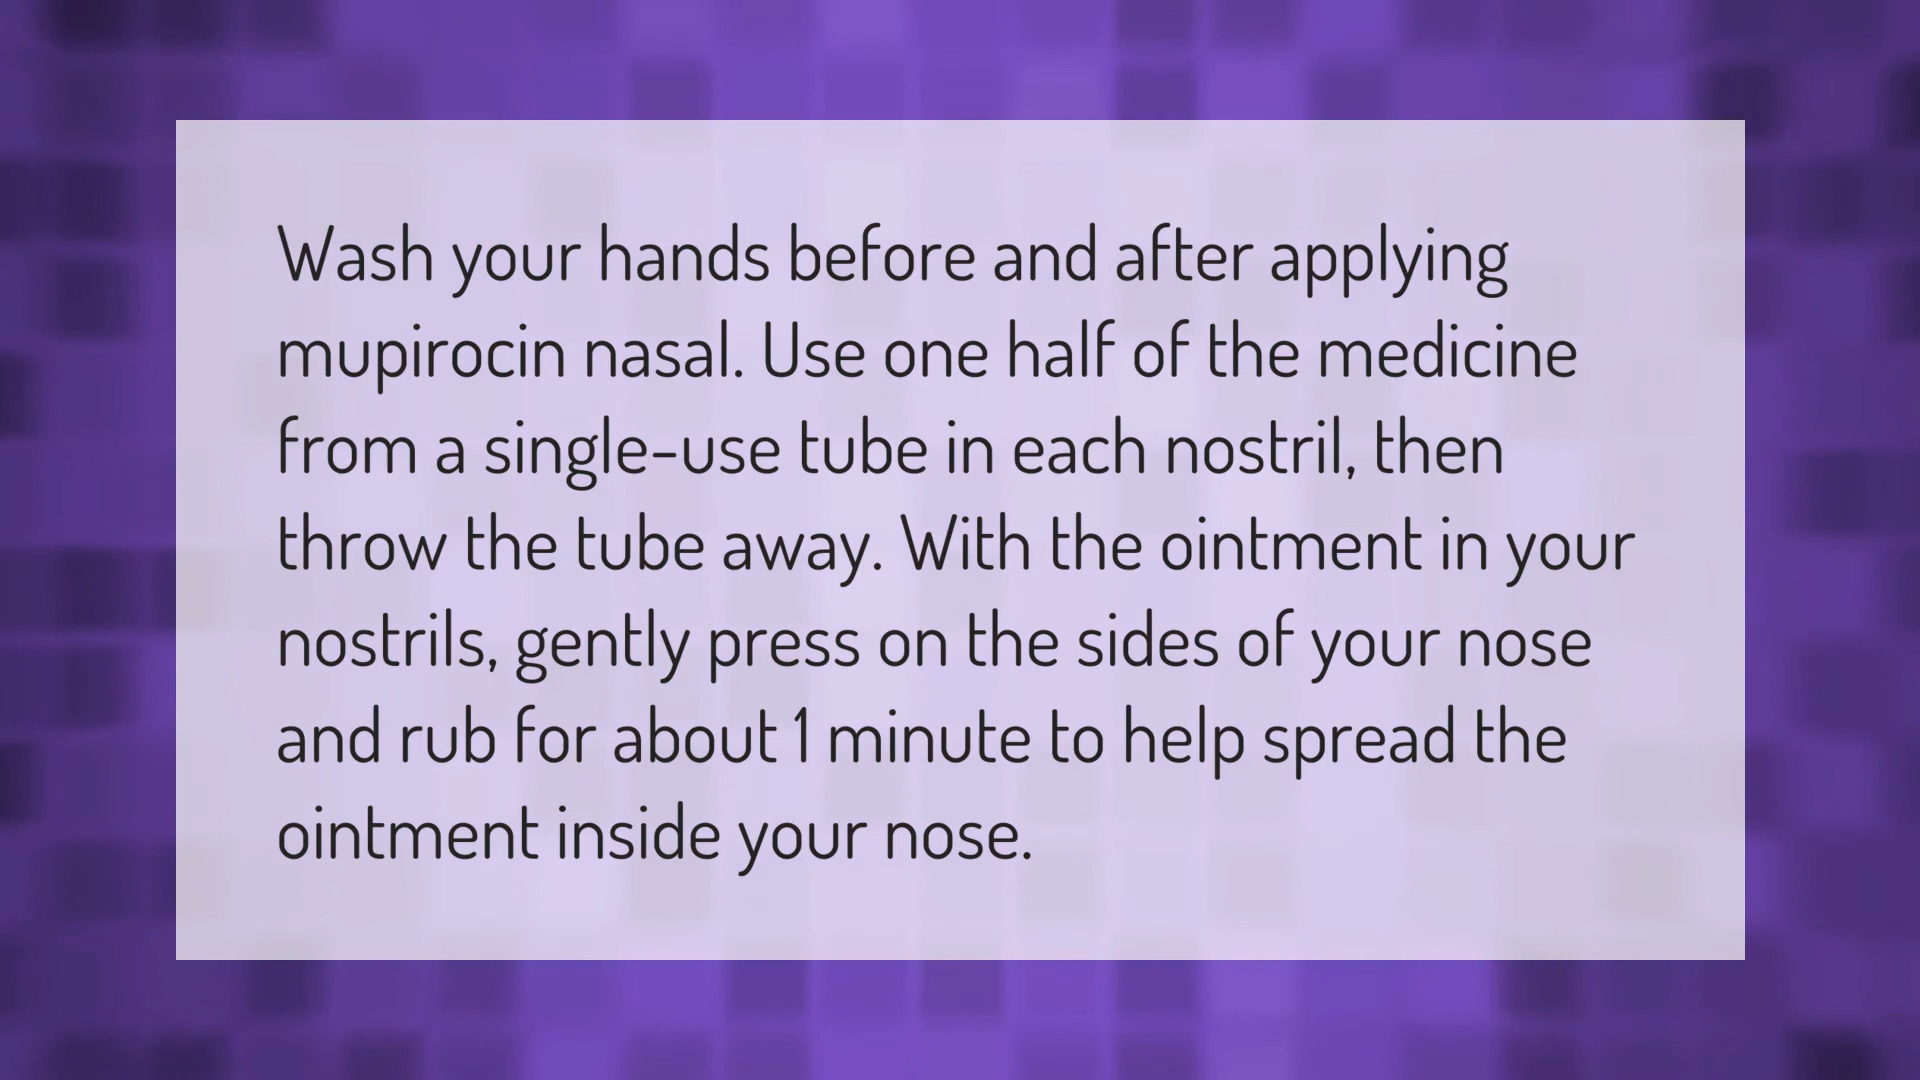 Wash your hands before and after applying
mupirocin nasal. Use one half of the medicine
from a single-use tube in each nostril, then
throw the tube away. With the ointment in your
nostrils, gently press on the sides of your nose
and rub for about 1 minute to help spread the
ointment inside your nose.